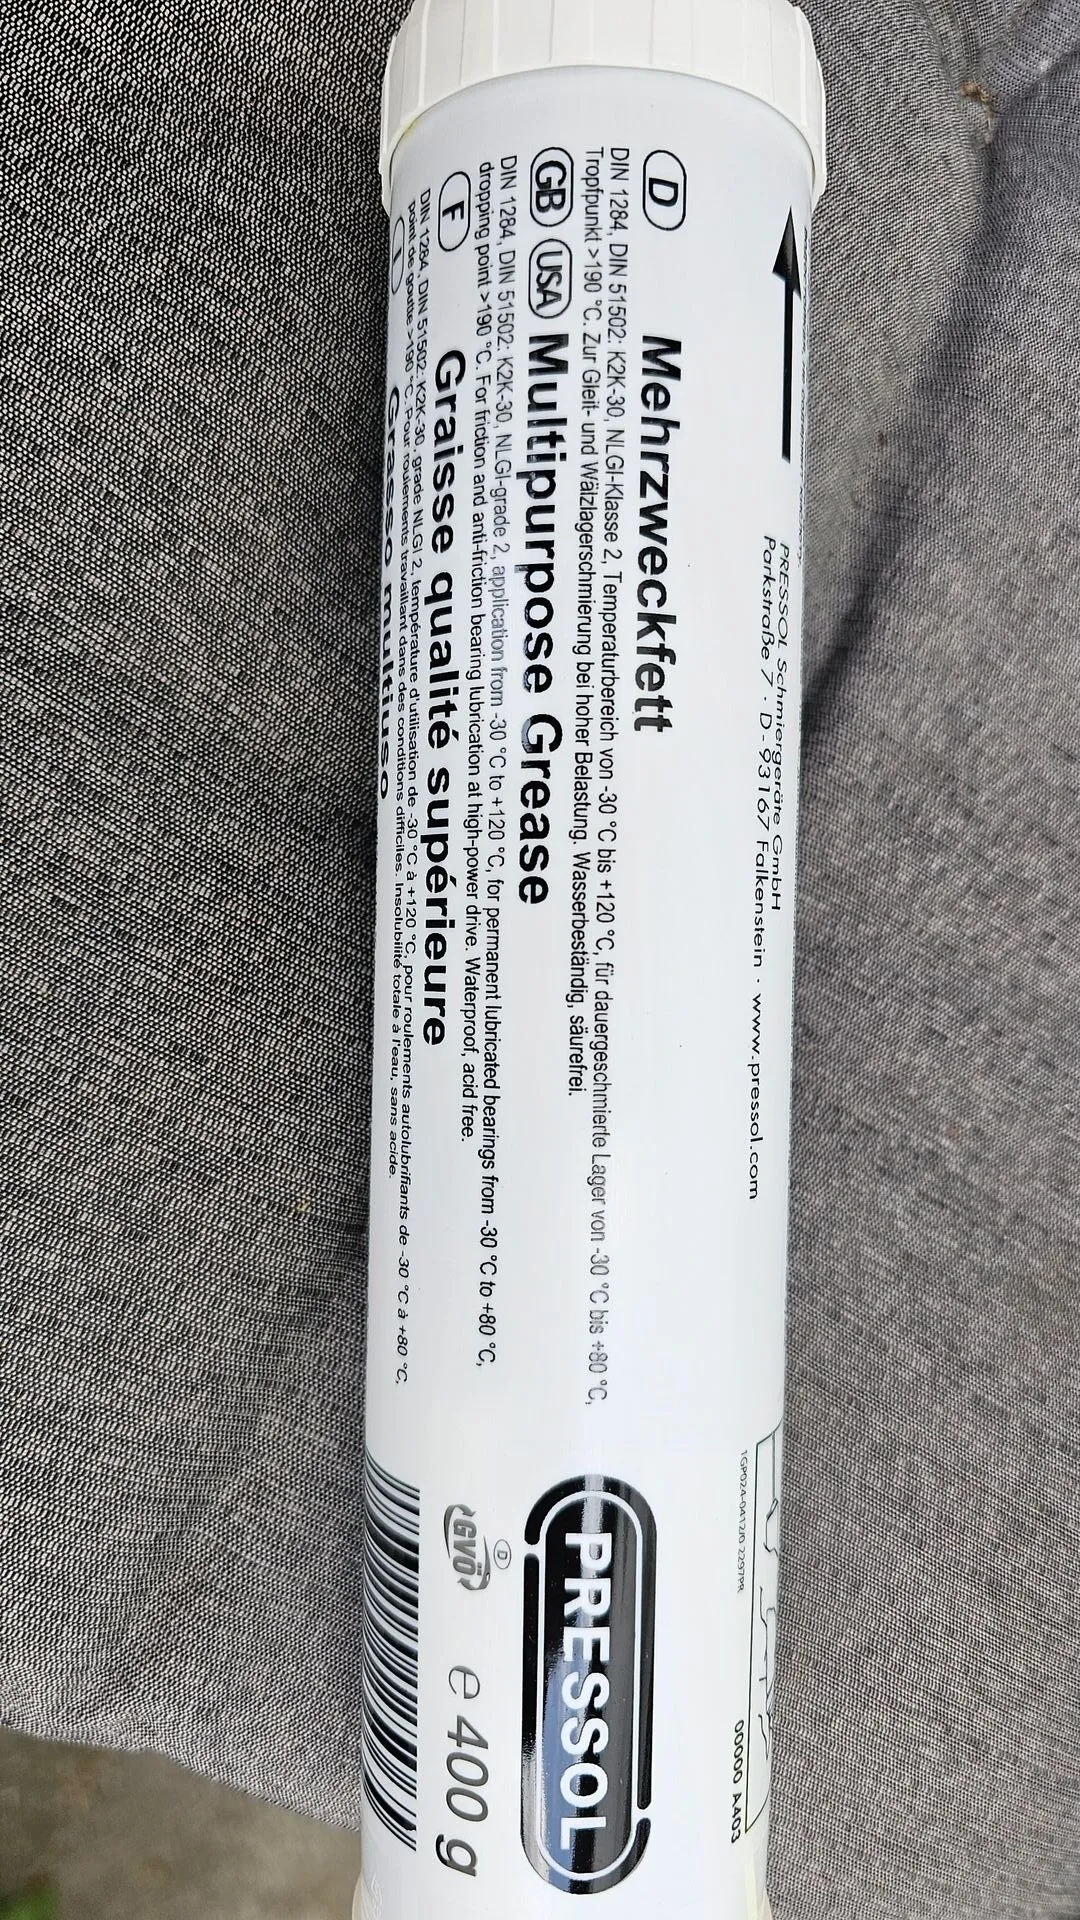 PRESSOL Schmiergeräte GmbH
Parkstraße 7 · D - 93167 Falkenstein · www.pressol.com
D Mehrzweckfett
DIN 1284, DIN 51502: K2K-30, NLGI-Klasse 2, Temperaturbereich von -30 °C bis +120 °C, für dauergeschmierte Lager von -30 °C bis +80 °C,
Tropfpunkt >190 °C. Zur Gleit- und Wälzlagerschmierung bei hoher Belastung. Wasserbeständig, säurefrei.
GB USA Multipurpose Grease
DIN 1284, DIN 51502: K2K-30, NLGI-grade 2, application from -30 °C to +120 °C, for permanent lubricated bearings from -30 °C to +80 °C,
dropping point >190 °C. For friction and anti-friction bearing lubrication at high-power drive. Waterproof, acid free.
F Graisse qualité supérieure
DIN 1284, DIN 51502: K2K-30, grade NLGI 2, température d'utilisation de -30 °C à +120 °C, pour roulements autolubrifiants de -30 °C à +80 °C,
point de goutte >190 °C. Pour roulements travaillant dans des conditions difficiles. Insolubilité totale à l'eau, sans acide.
I Grasso multiuso
1GP024-0412/0 2297PR
00000 A403
PRESSOL
D
GVÖ
e 400 g